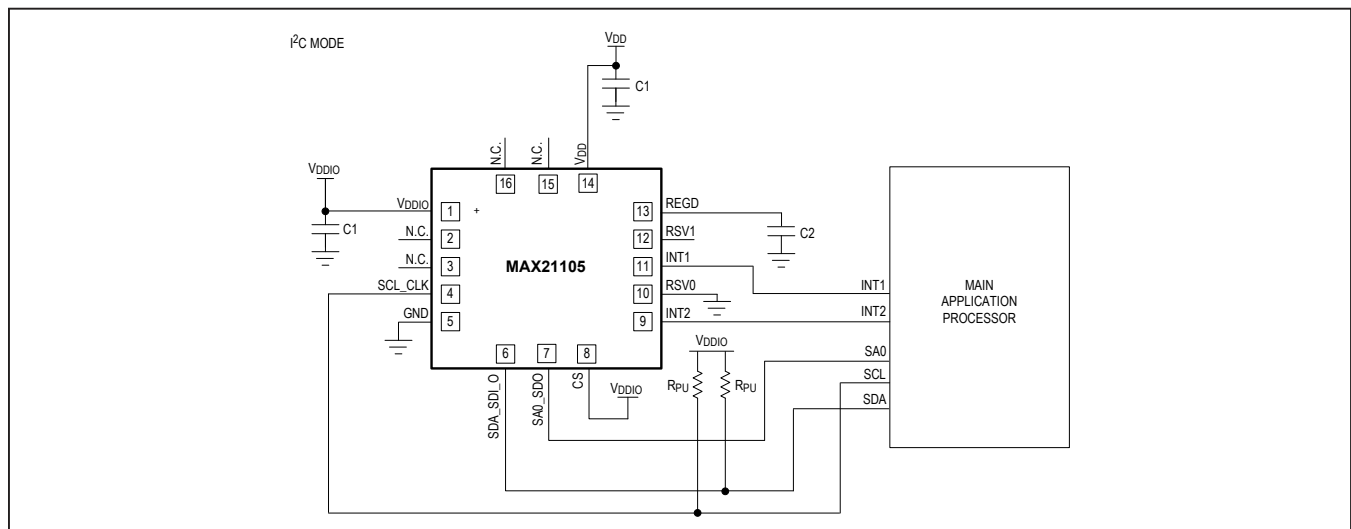 I²C MODE
VDD
C1
N.C.
N.C.
VDD
16
15
14
VDDIO
C1
VDDIO
1
+
N.C.
2
N.C.
3
SCL_CLK
4
GND
5
MAX21105
13
REGD
C2
12
RSV1
11
INT1
10
RSV0
9
INT2
6
7
8
SDA_SDI_O
SA0_SDO
CS
VDDIO
VDDIO
RPU
RPU
INT1
INT2
SA0
SCL
SDA
MAIN
APPLICATION
PROCESSOR